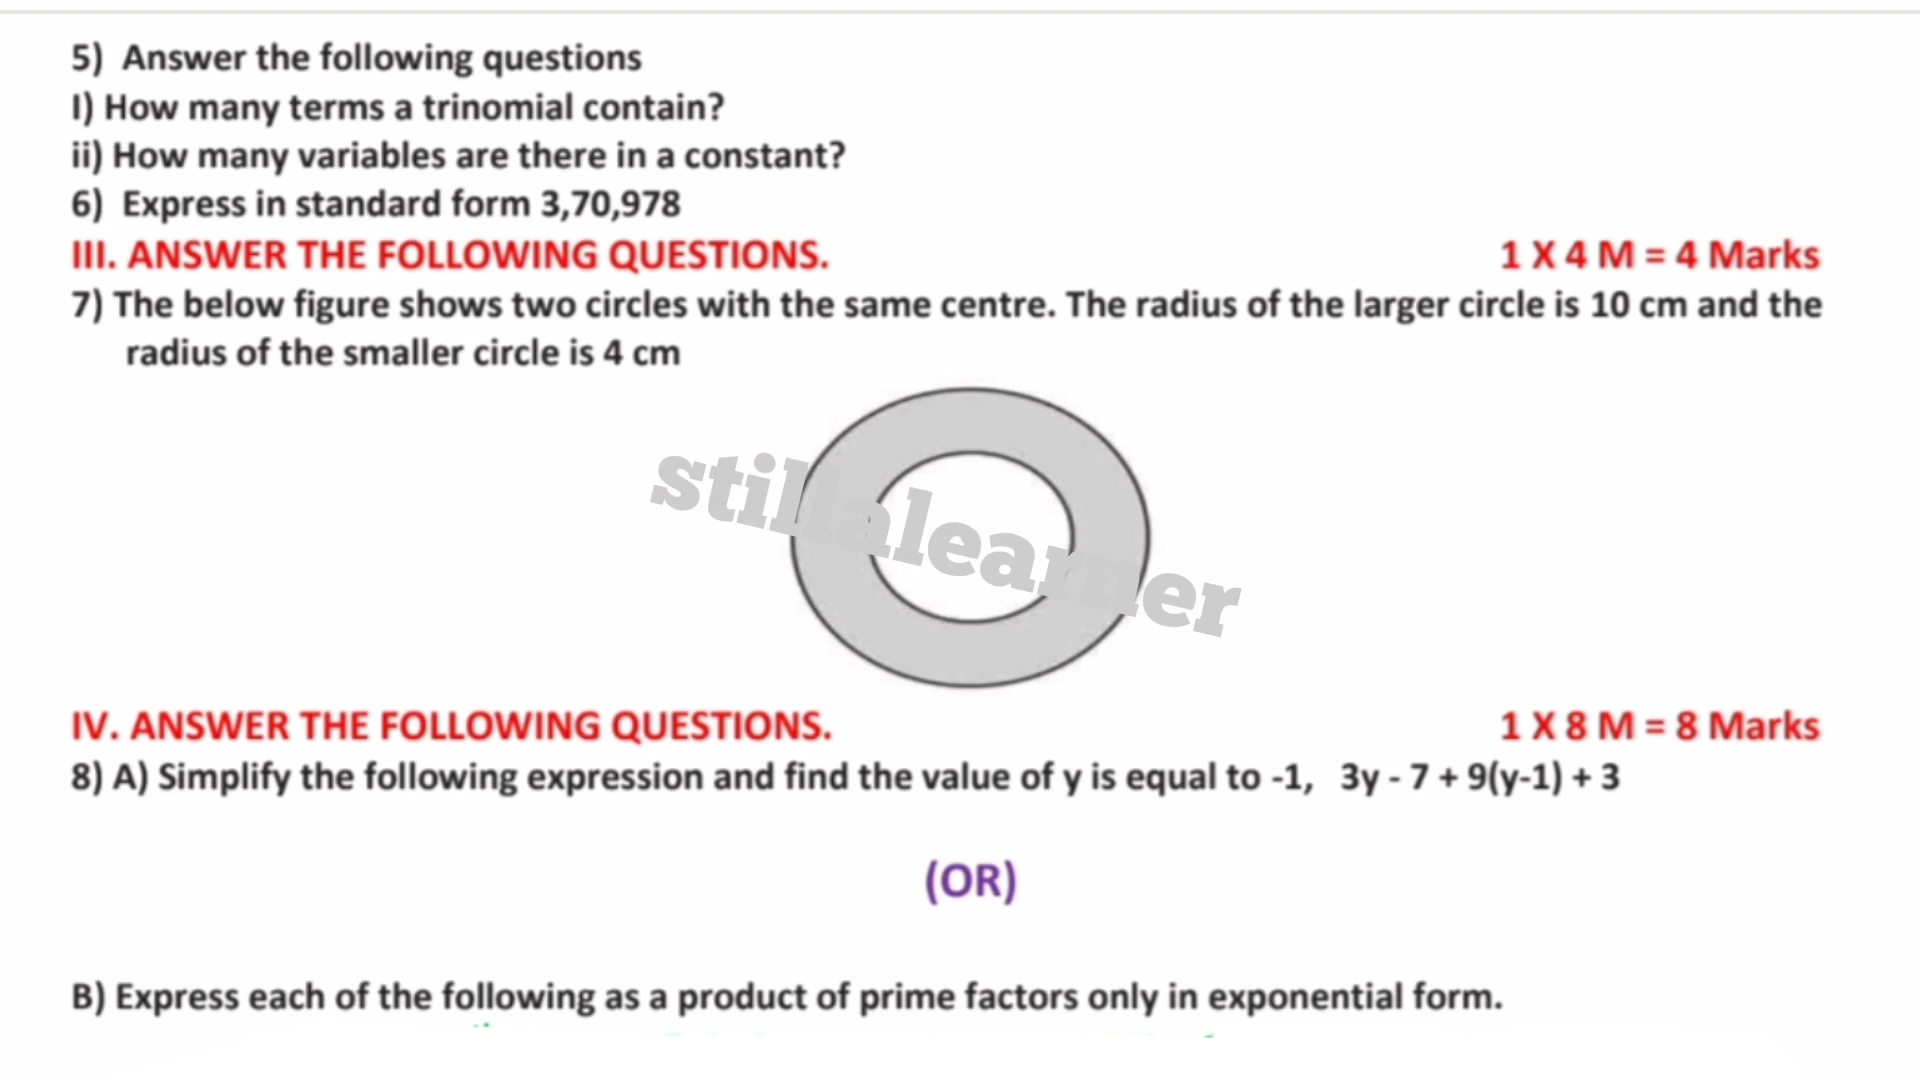 5) Answer the following questions
I) How many terms a trinomial contain?
ii) How many variables are there in a constant?
6) Express in standard form 3,70,978
III. ANSWER THE FOLLOWING QUESTIONS. 1 X 4 M = 4 Marks
7) The below figure shows two circles with the same centre. The radius of the larger circle is 10 cm and the
radius of the smaller circle is 4 cm
stillalearner
IV. ANSWER THE FOLLOWING QUESTIONS. 1 X 8 M = 8 Marks
8) A) Simplify the following expression and find the value of y is equal to -1, 3y - 7 + 9(y-1) + 3
(OR)
B) Express each of the following as a product of prime factors only in exponential form.